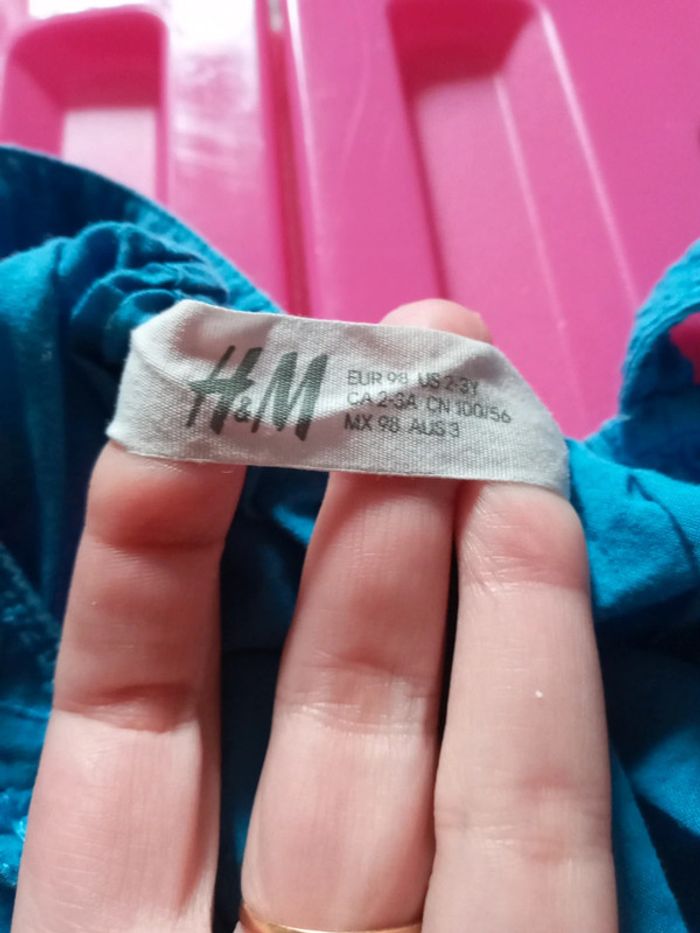 H&M
EUR 98 US 2-3Y
CA 2-3A CN 100/56
MX 98 AUS 3